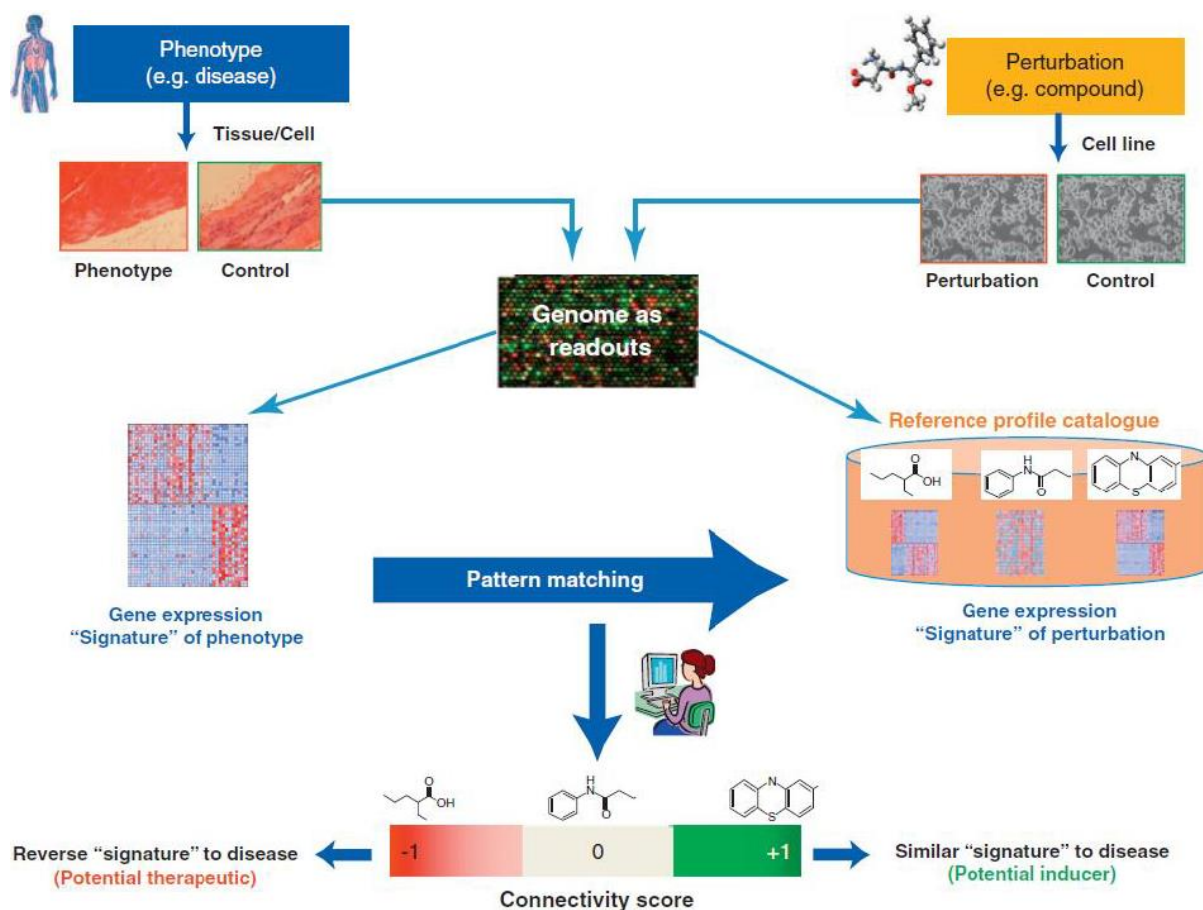 Phenotype
(e.g. disease)
Perturbation
(e.g. compound)
Tissue/Cell
Cell line
Phenotype
Control
Perturbation
Control
Genome as
readouts
Reference profile catalogue
O
OH
H
N
O
N
S
Pattern matching
Gene expression
“Signature” of phenotype
Gene expression
“Signature” of perturbation
O
OH
H
N
O
N
S
-1
0
+1
Reverse “signature” to disease
(Potential therapeutic)
Similar “signature” to disease
(Potential inducer)
Connectivity score